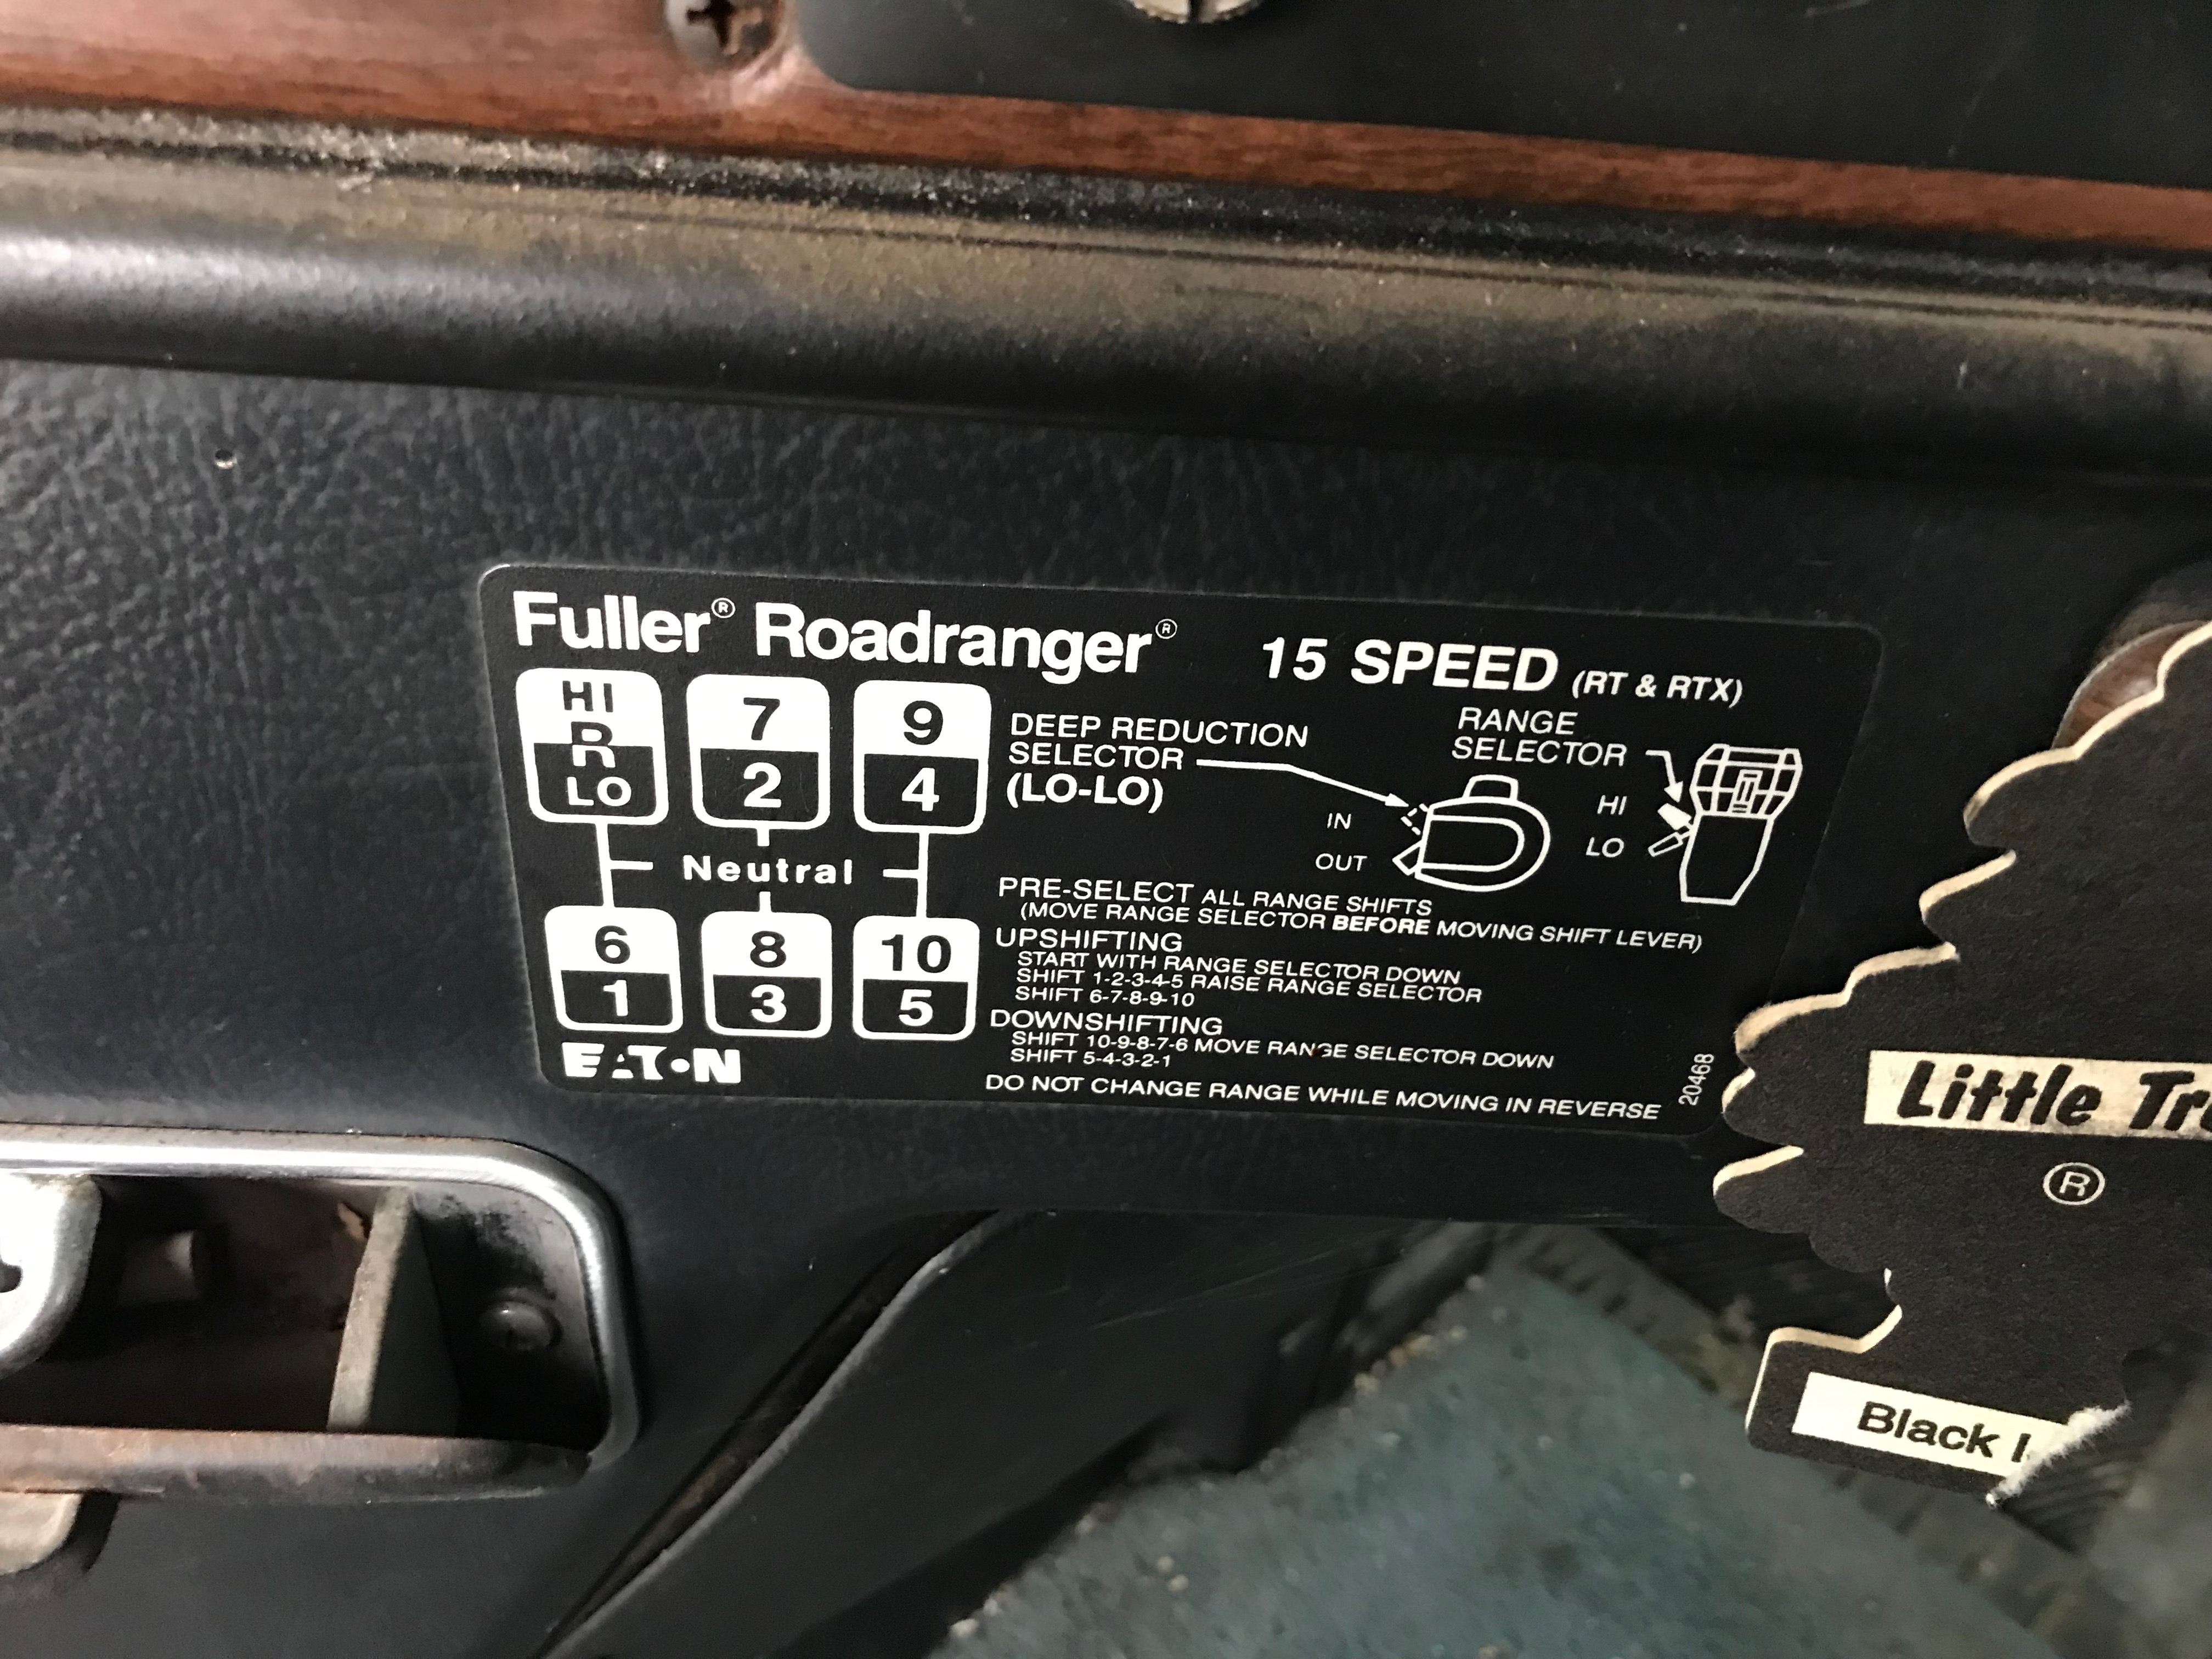 Fuller® Roadranger® 15 SPEED (RT & RTX)
HI
R
LO
7
2
9
4
Neutral
6
1
8
3
10
5
EATON
DEEP REDUCTION
SELECTOR
(LO-LO)
IN
OUT
RANGE
SELECTOR
HI
LO
PRE-SELECT ALL RANGE SHIFTS
(MOVE RANGE SELECTOR BEFORE MOVING SHIFT LEVER)
UPSHIFTING
START WITH RANGE SELECTOR DOWN
SHIFT 1-2-3-4-5 RAISE RANGE SELECTOR
SHIFT 6-7-8-9-10
DOWNSHIFTING
SHIFT 10-9-8-7-6 MOVE RANGE SELECTOR DOWN
SHIFT 5-4-3-2-1
DO NOT CHANGE RANGE WHILE MOVING IN REVERSE
20468
Little
®
Black